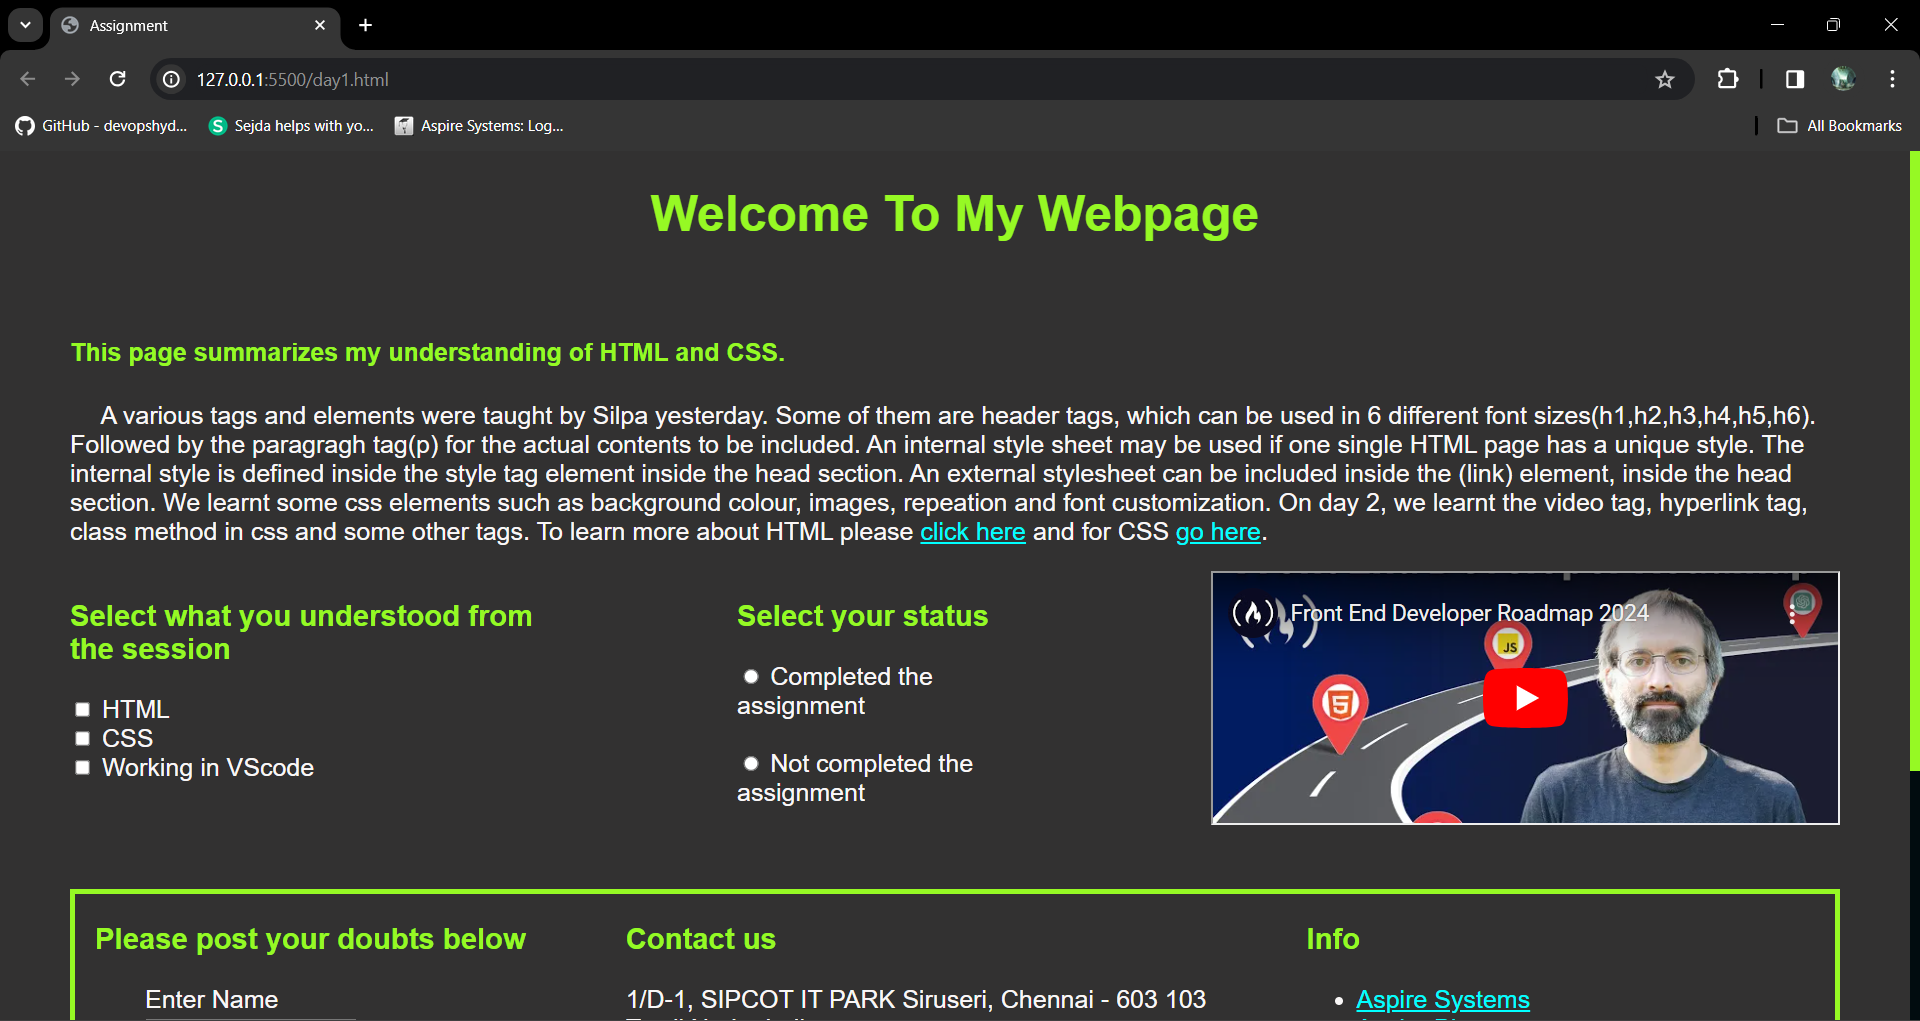 Assignment
127.0.0.1:5500/day1.html
GitHub - devopshyd...
Sejda helps with yo...
Aspire Systems: Log...
All Bookmarks
Welcome To My Webpage
This page summarizes my understanding of HTML and CSS.
A various tags and elements were taught by Silpa yesterday. Some of them are header tags, which can be used in 6 different font sizes(h1,h2,h3,h4,h5,h6).
Followed by the paragragh tag(p) for the actual contents to be included. An internal style sheet may be used if one single HTML page has a unique style. The
internal style is defined inside the style tag element inside the head section. An external stylesheet can be included inside the (link) element, inside the head
section. We learnt some css elements such as background colour, images, repeation and font customization. On day 2, we learnt the video tag, hyperlink tag,
class method in css and some other tags. To learn more about HTML please click here and for CSS go here.
Select what you understood from
the session
HTML
CSS
Working in VScode
Select your status
Completed the
assignment
Not completed the
assignment
Front End Developer Roadmap 2024
JS
5
Please post your doubts below
Enter Name
Contact us
1/D-1, SIPCOT IT PARK Siruseri, Chennai - 603 103
Info
Aspire Systems